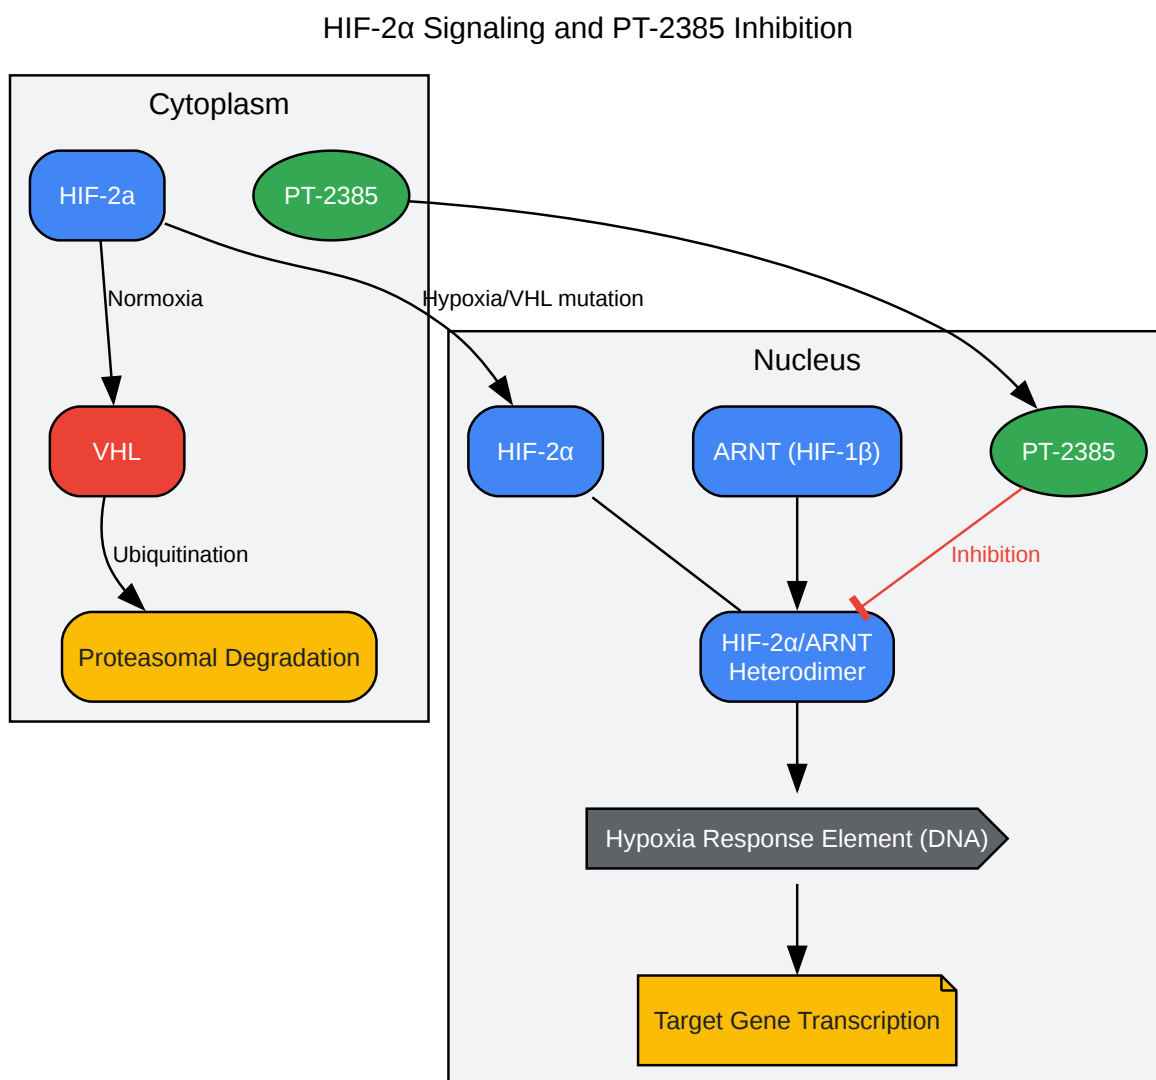 HIF-2α Signaling and PT-2385 Inhibition
Cytoplasm
HIF-2a
PT-2385
Normoxia
Hypoxia/VHL mutation
Nucleus
VHL
HIF-2α
ARNT (HIF-1β)
PT-2385
Ubiquitination
Inhibition
Proteasomal Degradation
HIF-2α/ARNT
Heterodimer
Hypoxia Response Element (DNA)
Target Gene Transcription